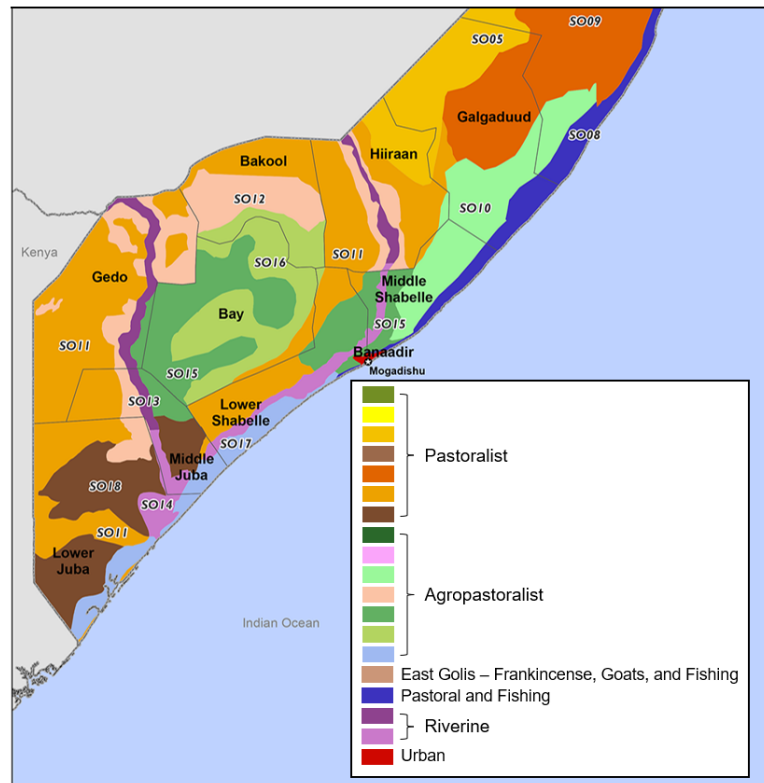 SO05
SO09
Galgaduud
SO08
Hiiraan
Bakool
SO12
SO10
Kenya
SO16
SO11
Gedo
Middle
Shabelle
Bay
SO15
SO11
Banaadir
Mogadishu
SO15
SO13
Lower
Shabelle
SO17
Middle
Juba
SO18
SO14
SO11
Lower
Juba
Indian Ocean
Pastoralist
Agropastoralist
East Golis – Frankincense, Goats, and Fishing
Pastoral and Fishing
Riverine
Urban